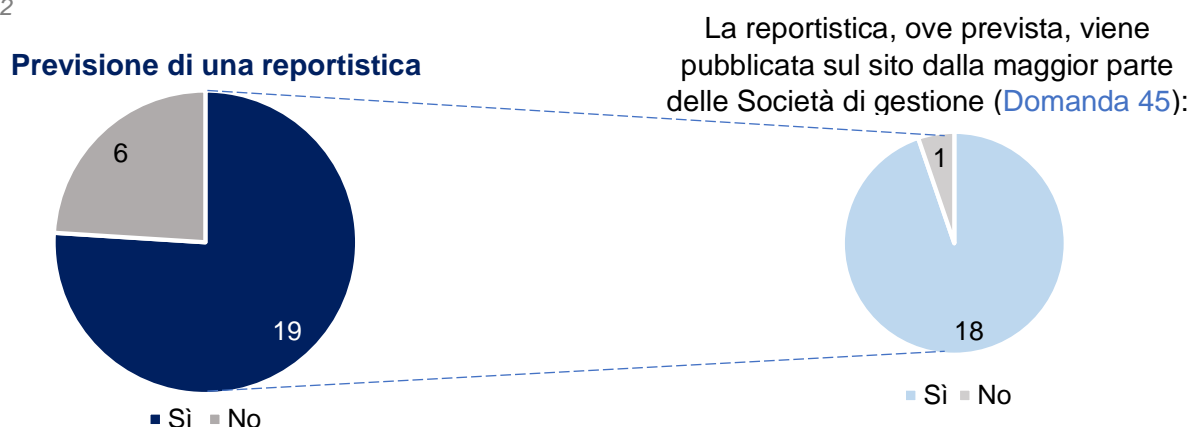 2
Previsione di una reportistica
6
19
Sì No
La reportistica, ove prevista, viene
pubblicata sul sito dalla maggior parte
delle Società di gestione (Domanda 45):
1
18
Sì No